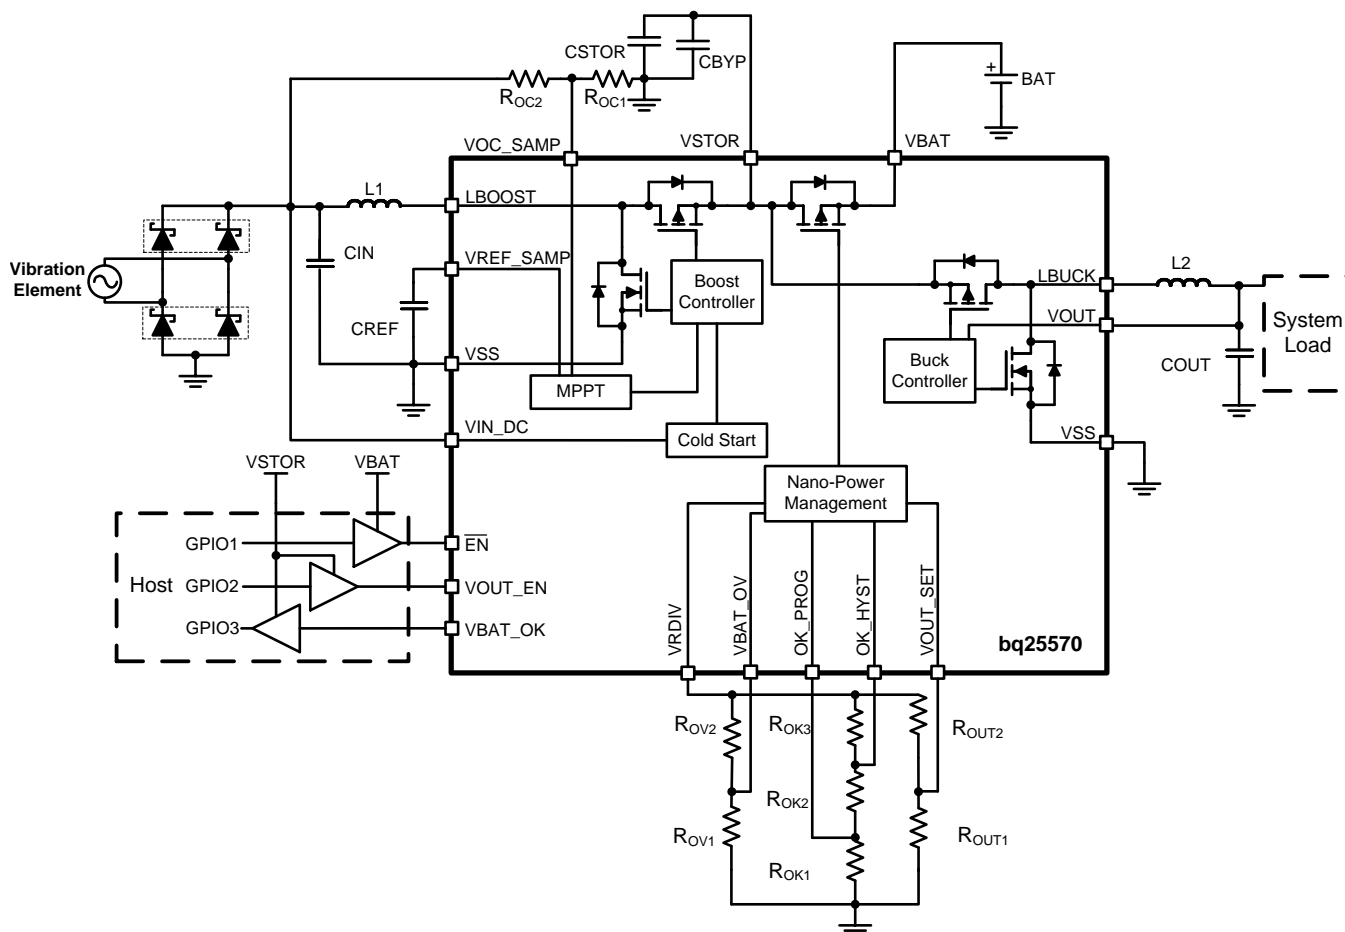 CSTOR
CBYP
BAT
+
ROC2
ROC1
VOC_SAMP
VSTOR
VBAT
L1
LBOOST
CIN
VREF_SAMP
Vibration
Element
Boost
Controller
LBUCK
L2
CREF
VOUT
System
Load
VSS
MPPT
Buck
Controller
COUT
VIN_DC
Cold Start
VSS
VSTOR
VBAT
Nano-Power
Management
GPIO1
EN
Host
GPIO2
VOUT_EN
GPIO3
VBAT_OK
VRDIV
VBAT_OV
OK_PROG
OK_HYST
VOUT_SET
bq25570
ROV2
ROK3
ROUT2
ROK2
ROV1
ROUT1
ROK1